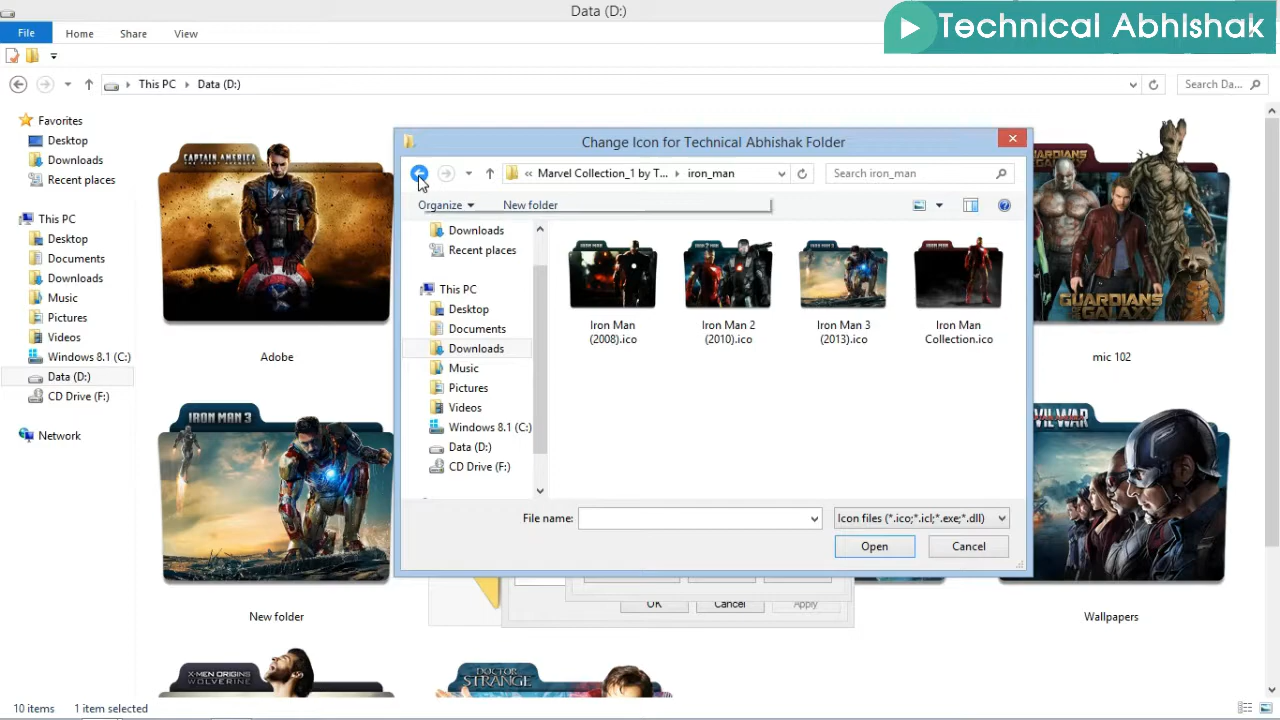 Data (D:)
Technical Abhishak
File
Home
Share
View
This PC
Data (D:)
Search Da...
Favorites
Desktop
Downloads
Recent places
This PC
Desktop
Documents
Downloads
Music
Pictures
Videos
Windows 8.1 (C:)
Data (D:)
CD Drive (F:)
Network
CAPTAIN AMERICA
Adobe
IRON MAN 3
New folder
X-MEN ORIGINS
WOLVERINE
DOCTOR
STRANGE
GUARDIANS
OF THE GALAXY
mic 102
CIVIL WAR
Wallpapers
Change Icon for Technical Abhishak Folder
« Marvel Collection_1 by T...
iron_man
Search iron_man
Organize
New folder
Downloads
Recent places
This PC
Desktop
Documents
Downloads
Music
Pictures
Videos
Windows 8.1 (C:)
Data (D:)
CD Drive (F:)
Iron Man
(2008).ico
Iron Man 2
(2010).ico
Iron Man 3
(2013).ico
Iron Man
Collection.ico
File name:
Icon files (*.ico;*.icl;*.exe;*.dll)
Open
Cancel
OK
Cancel
Apply
10 items
1 item selected